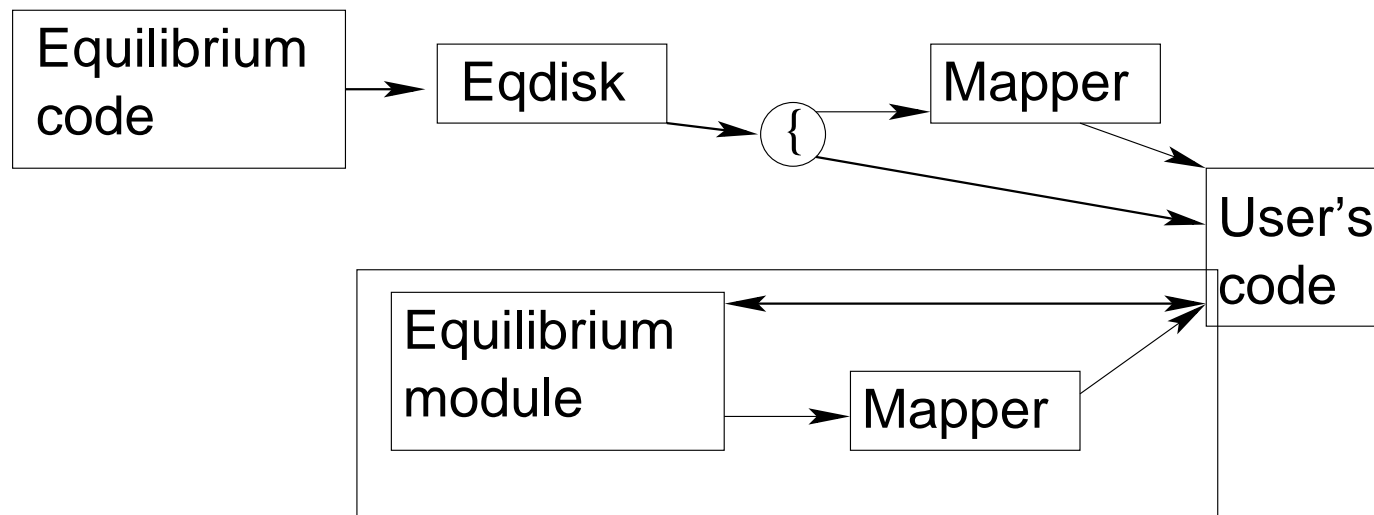 Equilibrium
code
Eqdisk
{
Mapper
User's
code
Equilibrium
module
Mapper